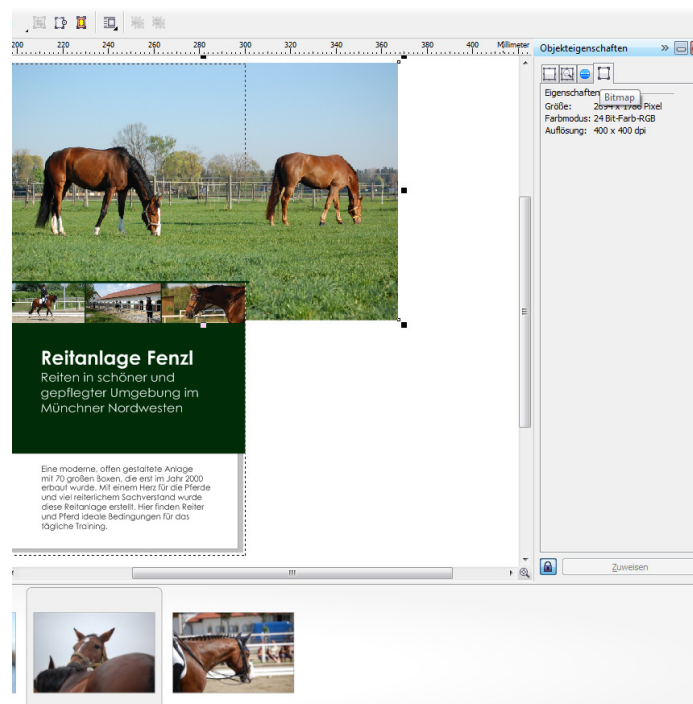 200 220 240 260 280 300 320 340 360 380 400 Millimeter
Objekteigenschaften
Bitmap
Eigenschaften
Größe: 2894 x 1786 Pixel
Farbmodus: 24 Bit-Farb-RGB
Auflösung: 400 x 400 dpi
Reitanlage Fenzl
Reiten in schöner und
gepflegter Umgebung im
Münchner Nordwesten
Eine moderne, offen gestaltete Anlage
mit 70 großen Boxen, die erst im Jahr 2000
erbaut wurde. Mit einem Herz für die Pferde
und viel reiterlichem Sachverstand wurde
diese Reitanlage erstellt. Hier finden Reiter
und Pferd ideale Bedingungen für das
tägliche Training.
Zuweisen